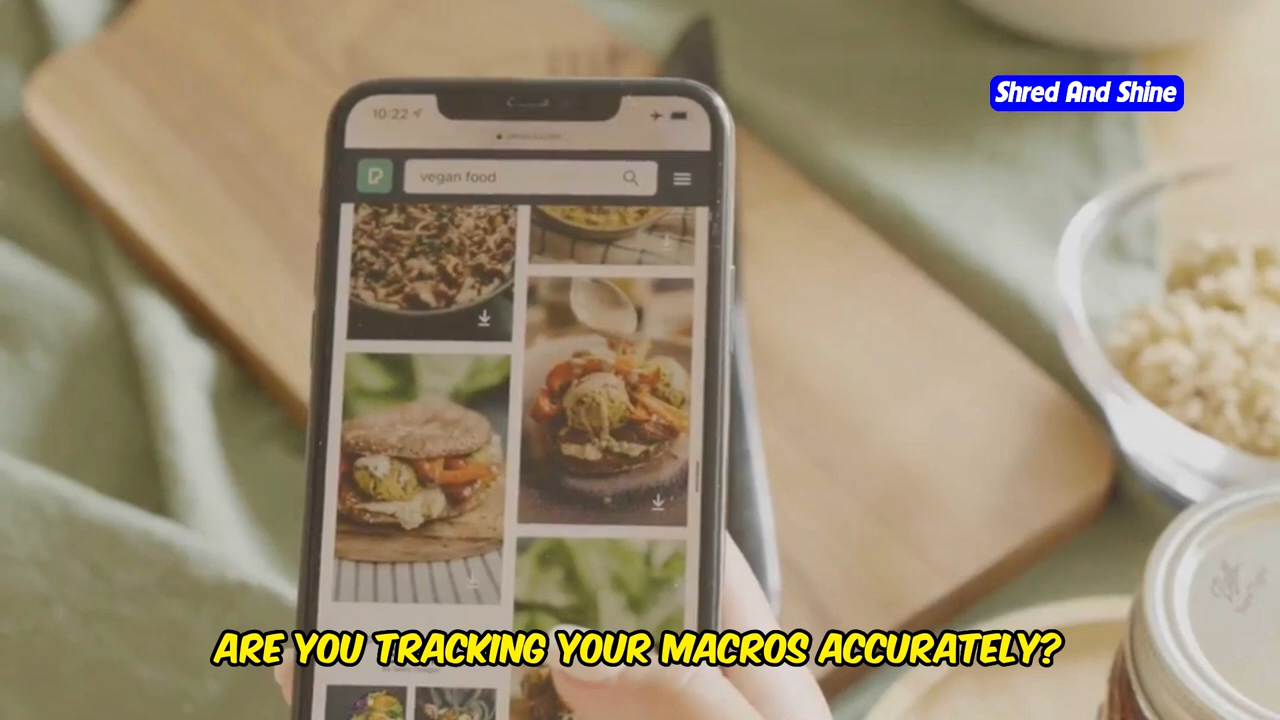 Shred And Shine
10:22
vegan food
ARE YOU TRACKING YOUR MACROS ACCURATELY?